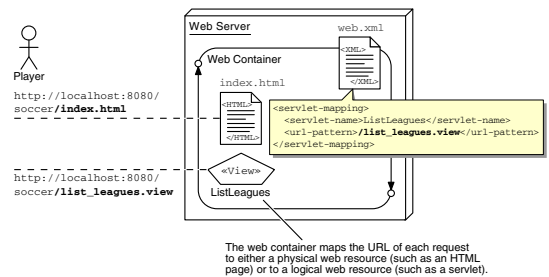 Web Server
web.xml
<XML>
</XML>
Web Container
Player
index.html
http://localhost:8080/
soccer/index.html
<HTML>
</HTML>
<servlet-mapping>
<servlet-name>ListLeagues</servlet-name>
<url-pattern>/list_leagues.view</url-pattern>
</servlet-mapping>
«View»
http://localhost:8080/
soccer/list_leagues.view
ListLeagues
The web container maps the URL of each request
to either a physical web resource (such as an HTML
page) or to a logical web resource (such as a servlet).